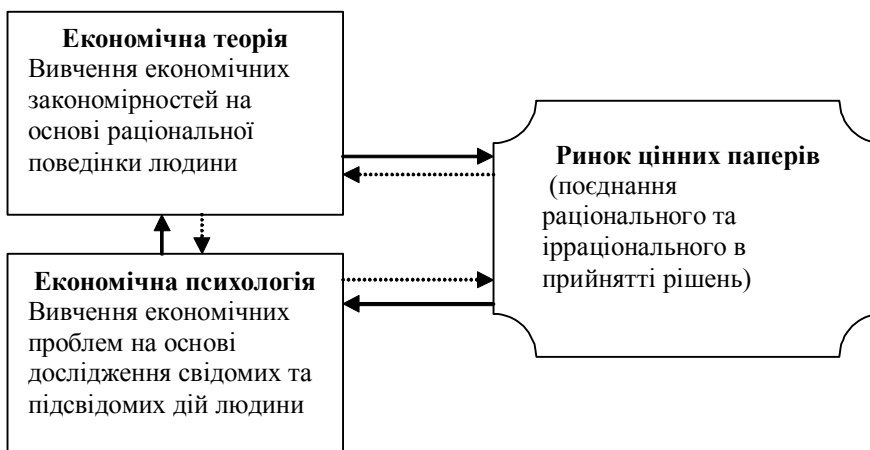 Економічна теорія
Вивчення економічних
закономірностей на
основі раціональної
поведінки людини
Ринок цінних паперів
(поєднання
раціонального та
ірраціонального в
прийнятті рішень)
Економічна психологія
Вивчення економічних
проблем на основі
дослідження свідомих та
підсвідомих дій людини